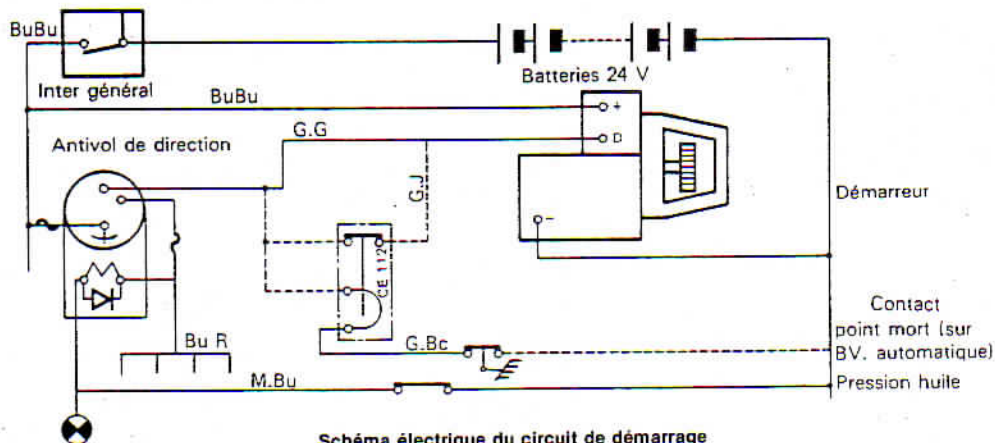 BuBu
Inter général
Batteries 24 V
BuBu
+
G.G
D
Antivol de direction
G.J
Démarreur
-
CE 112
Contact
point mort (sur
BV. automatique)
G.Bc
Bu R
M.Bu
Pression huile
Schéma électrique du circuit de démarrage